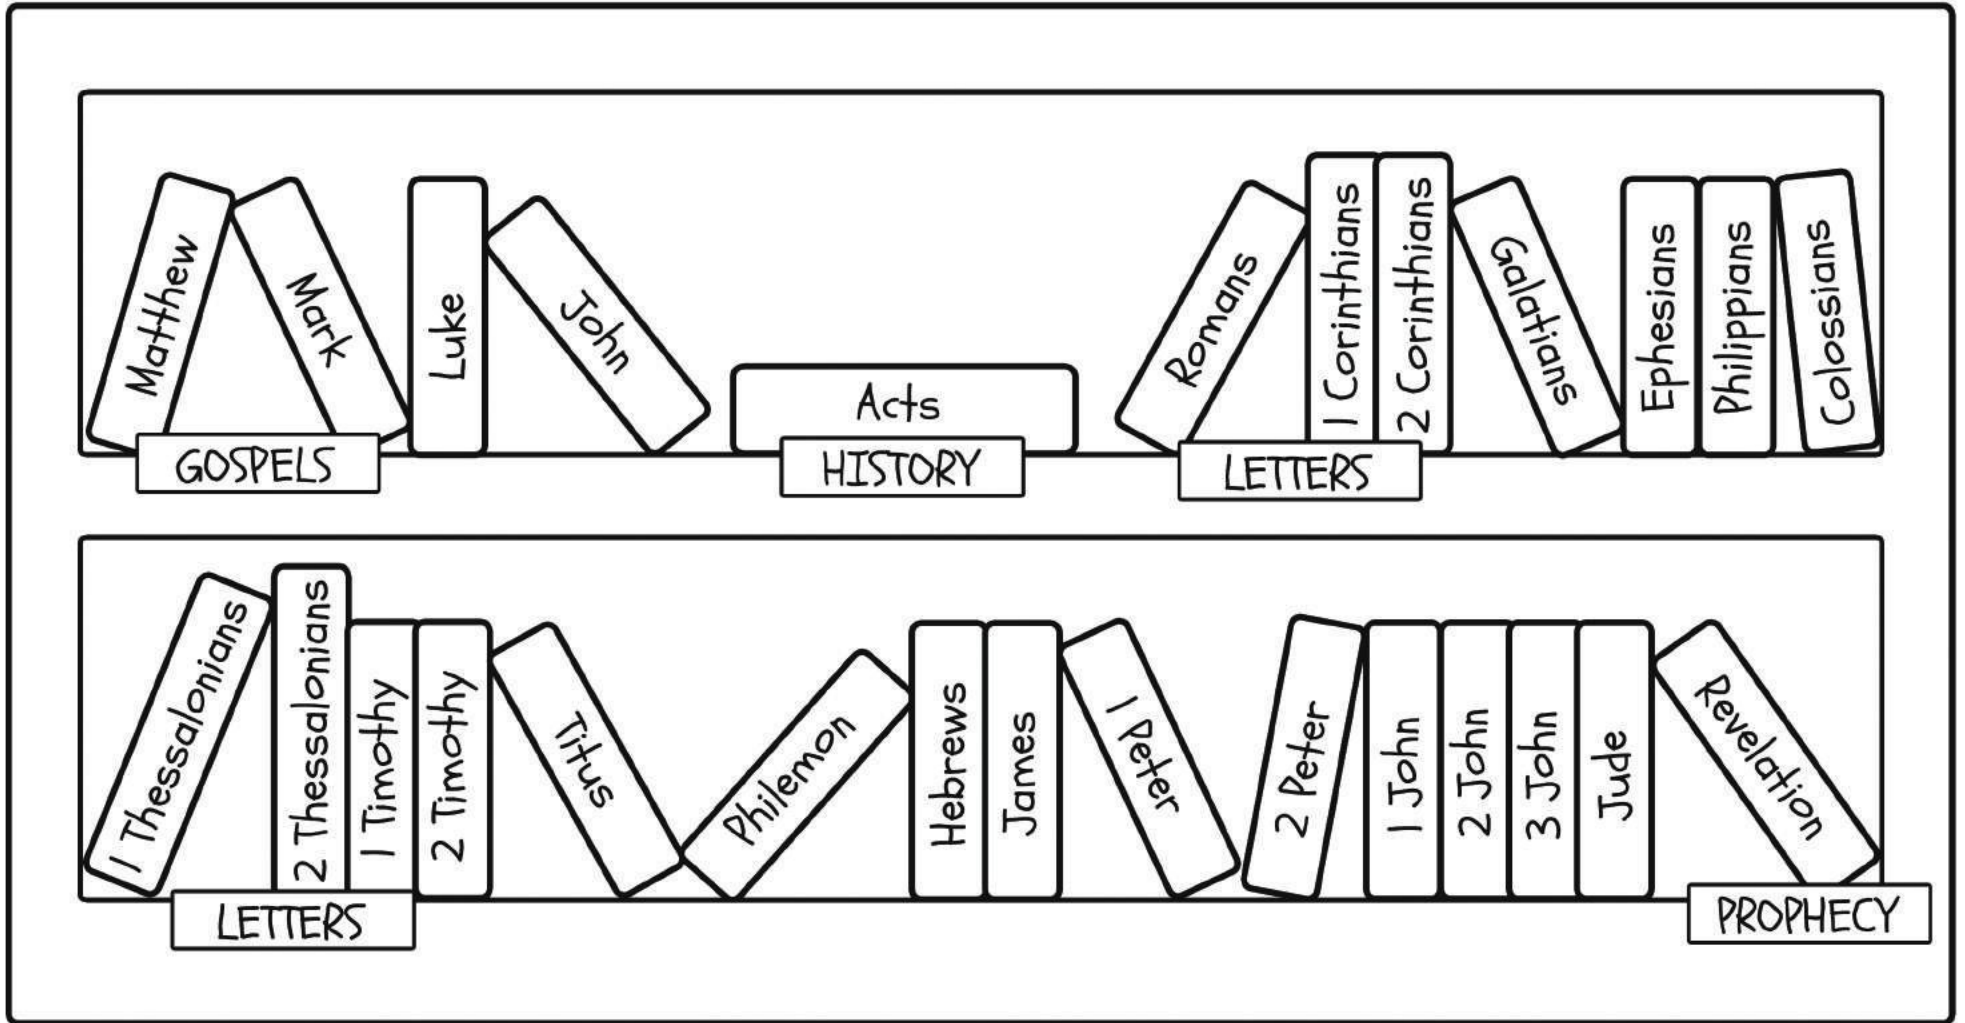 Matthew
Mark
Luke
John
Acts
Romans
1 Corinthians
2 Corinthians
Galatians
Ephesians
Philippians
Colossians
GOSPELS
HISTORY
LETTERS
1 Thessalonians
2 Thessalonians
1 Timothy
2 Timothy
Titus
Philemon
Hebrews
James
1 Peter
2 Peter
1 John
2 John
3 John
Jude
Revelation
LETTERS
PROPHECY